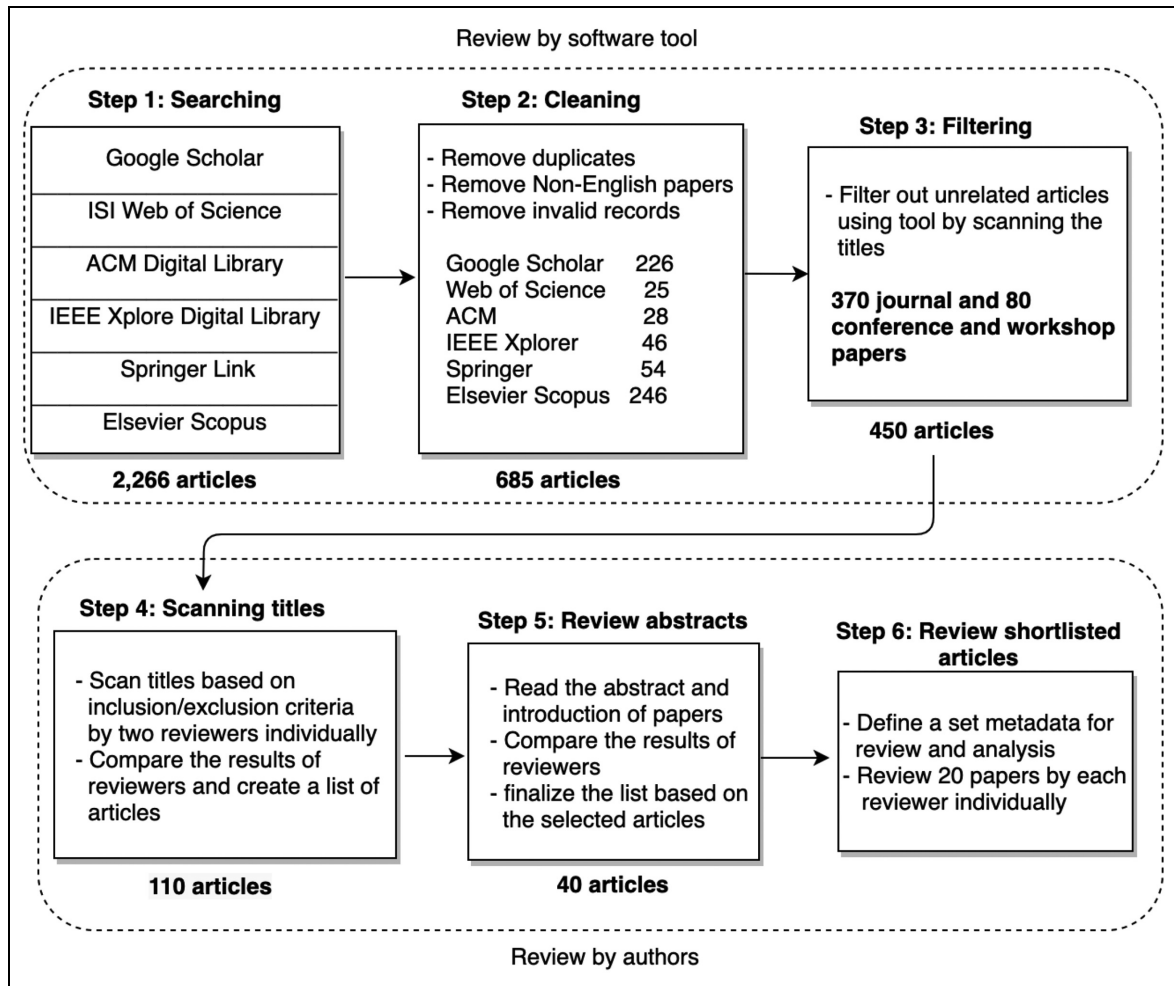 Review by software tool
Step 1: Searching
Google Scholar
ISI Web of Science
ACM Digital Library
IEEE Xplore Digital Library
Springer Link
Elsevier Scopus
2,266 articles
Step 2: Cleaning
- Remove duplicates
- Remove Non-English papers
- Remove invalid records
Google Scholar 226
Web of Science 25
ACM 28
IEEE Xplorer 46
Springer 54
Elsevier Scopus 246
685 articles
Step 3: Filtering
- Filter out unrelated articles
using tool by scanning the
titles
370 journal and 80
conference and workshop
papers
450 articles
Step 4: Scanning titles
- Scan titles based on
inclusion/exclusion criteria
by two reviewers individually
- Compare the results of
reviewers and create a list of
articles
110 articles
Step 5: Review abstracts
- Read the abstract and
introduction of papers
- Compare the results of
reviewers
- finalize the list based on
the selected articles
40 articles
Step 6: Review shortlisted
articles
- Define a set metadata for
review and analysis
- Review 20 papers by each
reviewer individually
Review by authors